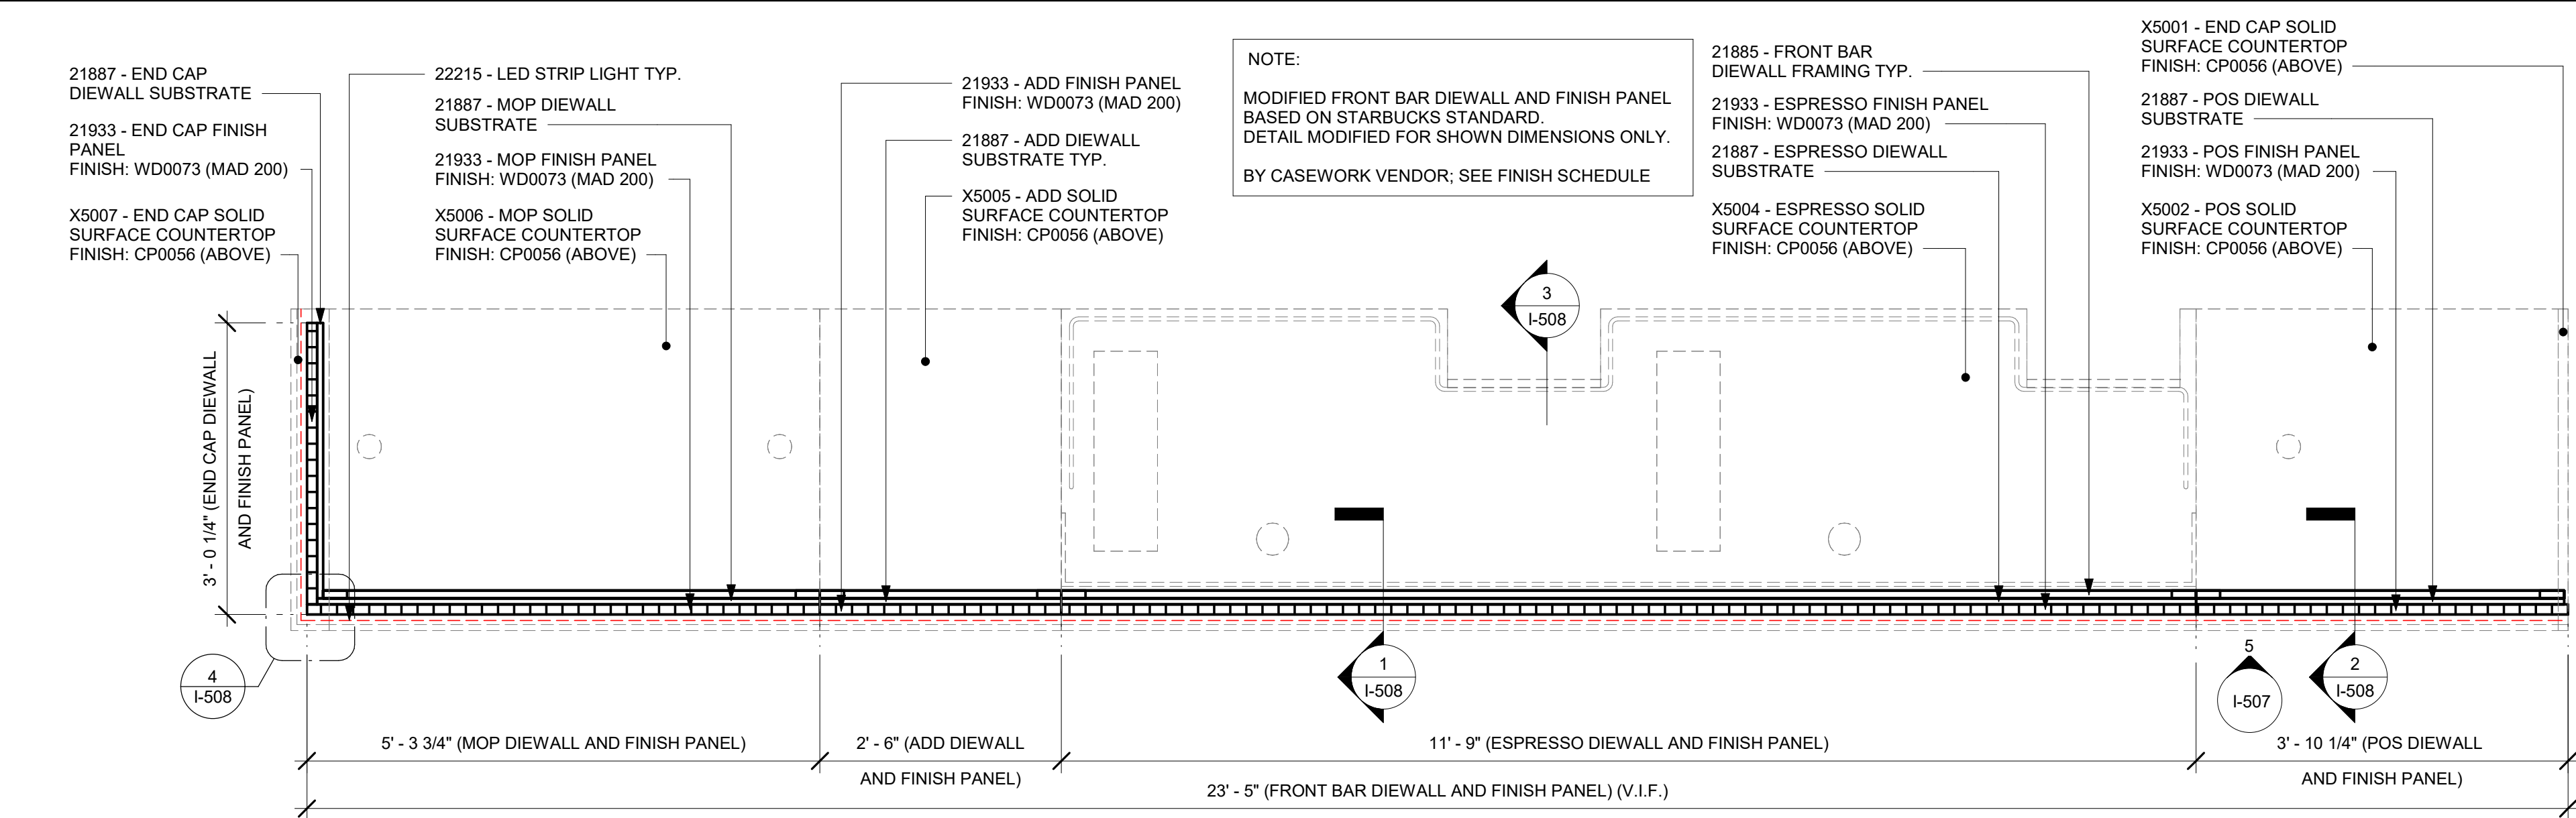 21887 - END CAP
DIEWALL SUBSTRATE
21933 - END CAP FINISH
PANEL
FINISH: WD0073 (MAD 200)
X5007 - END CAP SOLID
SURFACE COUNTERTOP
FINISH: CP0056 (ABOVE)
22215 - LED STRIP LIGHT TYP.
21887 - MOP DIEWALL
SUBSTRATE
21933 - MOP FINISH PANEL
FINISH: WD0073 (MAD 200)
X5006 - MOP SOLID
SURFACE COUNTERTOP
FINISH: CP0056 (ABOVE)
21933 - ADD FINISH PANEL
FINISH: WD0073 (MAD 200)
21887 - ADD DIEWALL
SUBSTRATE TYP.
X5005 - ADD SOLID
SURFACE COUNTERTOP
FINISH: CP0056 (ABOVE)
NOTE:
MODIFIED FRONT BAR DIEWALL AND FINISH PANEL
BASED ON STARBUCKS STANDARD.
DETAIL MODIFIED FOR SHOWN DIMENSIONS ONLY.
BY CASEWORK VENDOR; SEE FINISH SCHEDULE
21885 - FRONT BAR
DIEWALL FRAMING TYP.
21933 - ESPRESSO FINISH PANEL
FINISH: WD0073 (MAD 200)
21887 - ESPRESSO DIEWALL
SUBSTRATE
X5004 - ESPRESSO SOLID
SURFACE COUNTERTOP
FINISH: CP0056 (ABOVE)
X5001 - END CAP SOLID
SURFACE COUNTERTOP
FINISH: CP0056 (ABOVE)
21887 - POS DIEWALL
SUBSTRATE
21933 - POS FINISH PANEL
FINISH: WD0073 (MAD 200)
X5002 - POS SOLID
SURFACE COUNTERTOP
FINISH: CP0056 (ABOVE)
3
I-508
3' - 0 1/4" (END CAP DIEWALL
AND FINISH PANEL)
4
I-508
1
I-508
5
I-507
2
I-508
5' - 3 3/4" (MOP DIEWALL AND FINISH PANEL)
2' - 6" (ADD DIEWALL
AND FINISH PANEL)
11' - 9" (ESPRESSO DIEWALL AND FINISH PANEL)
3' - 10 1/4" (POS DIEWALL
AND FINISH PANEL)
23' - 5" (FRONT BAR DIEWALL AND FINISH PANEL) (V.I.F.)